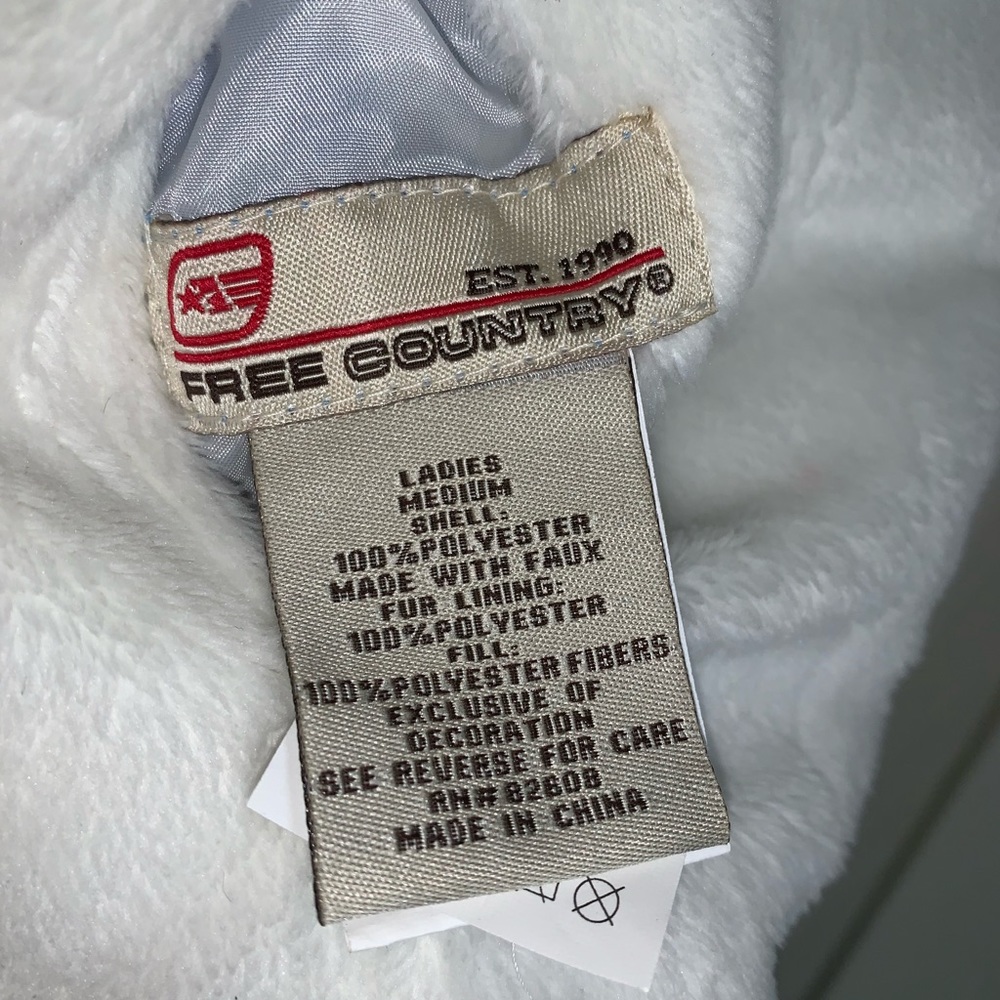 EST. 1990
FREE COUNTRY®
LADIES
MEDIUM
SHELL:
100%POLYESTER
MADE WITH FAUX
FUR LINING:
100%POLYESTER
FILL:
100%POLYESTER FIBERS
EXCLUSIVE OF
DECORATION
SEE REVERSE FOR CARE
RN#82608
MADE IN CHINA